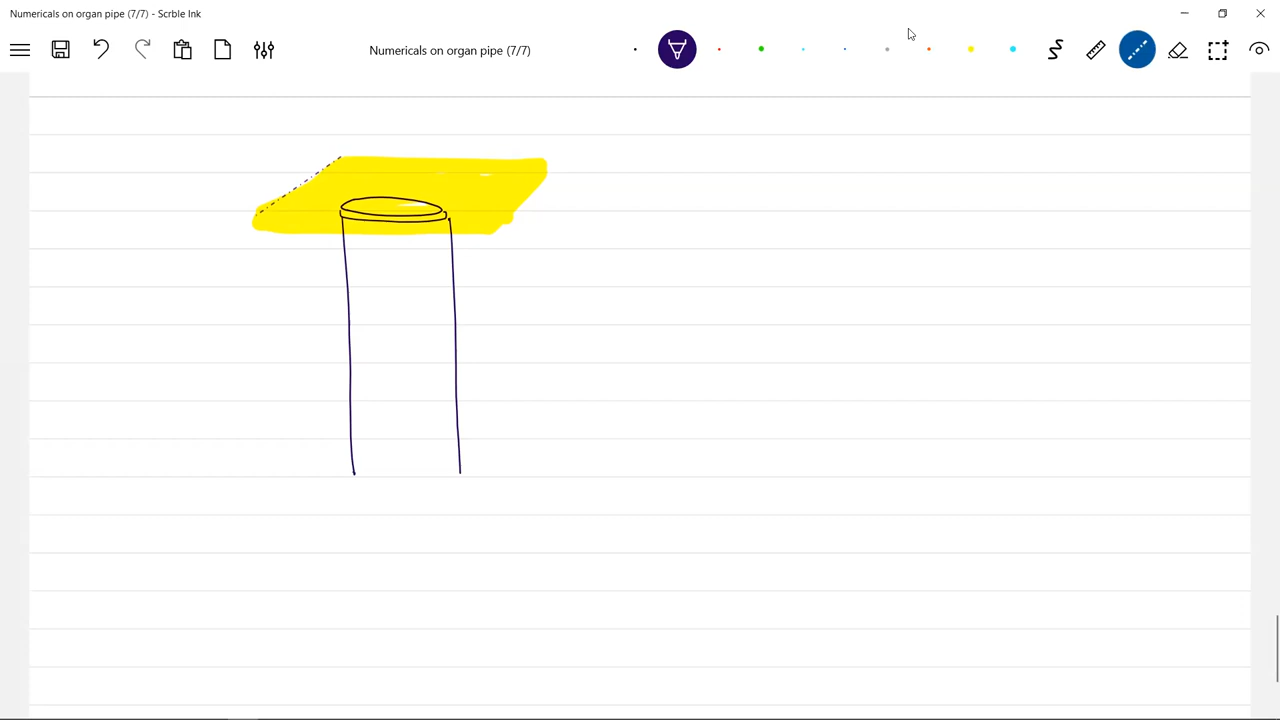 Numericals on organ pipe (7/7) - Scrble Ink
Numericals on organ pipe (7/7)